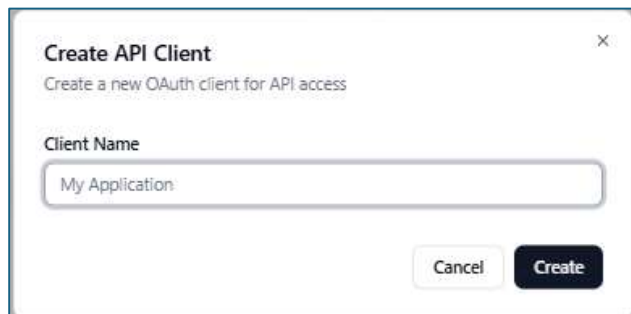 Create API Client
Create a new OAuth client for API access
Client Name
My Application
Cancel
Create